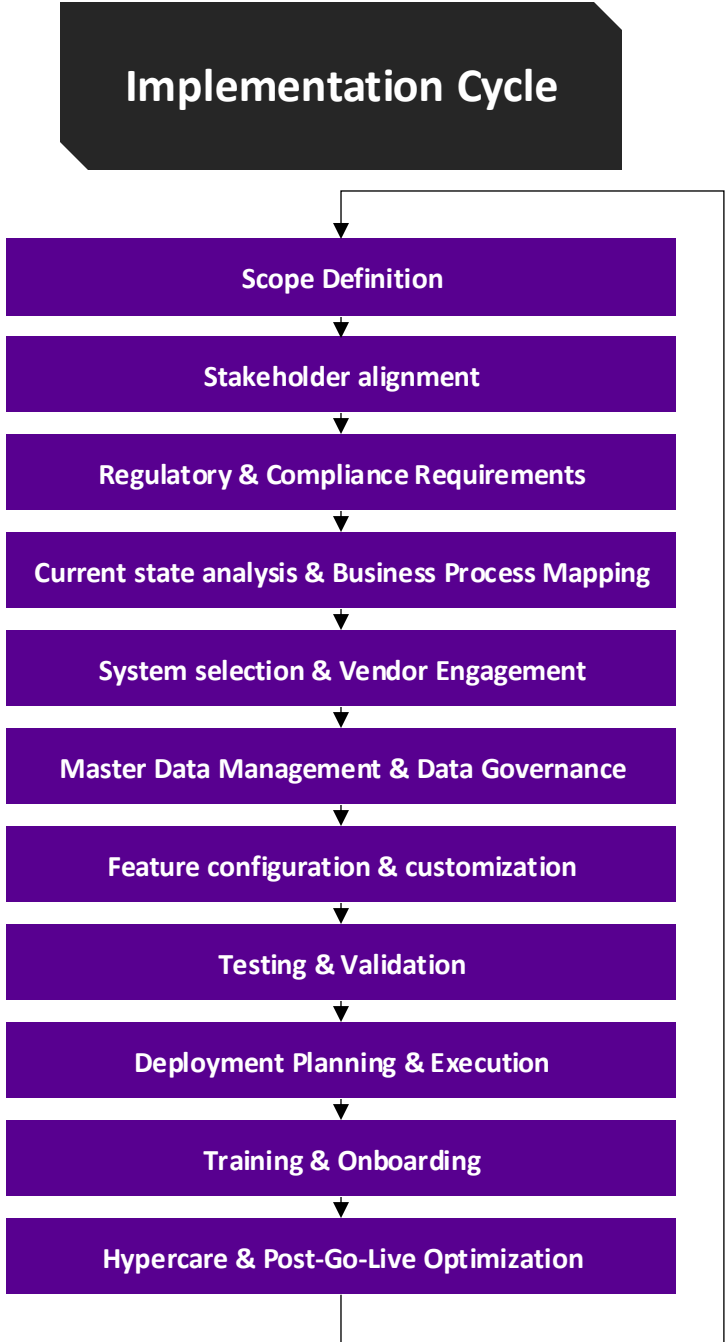 Implementation Cycle
Scope Definition
Stakeholder alignment
Regulatory & Compliance Requirements
Current state analysis & Business Process Mapping
System selection & Vendor Engagement
Master Data Management & Data Governance
Feature configuration & customization
Testing & Validation
Deployment Planning & Execution
Training & Onboarding
Hypercare & Post-Go-Live Optimization